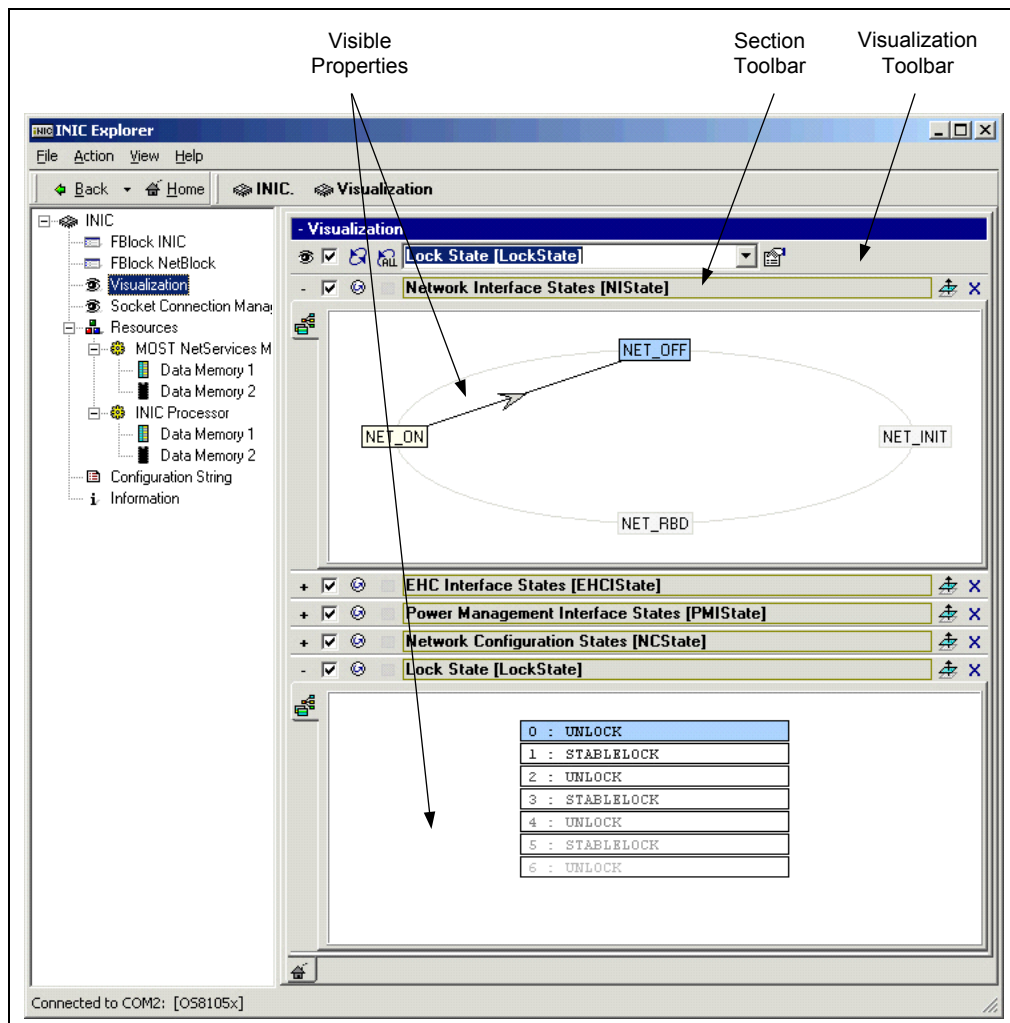 Visible
Properties
Section
Toolbar
Visualization
Toolbar
INIC INIC Explorer
File Action View Help
Back Home INIC. Visualization
INIC
FBlock INIC
FBlock NetBlock
Visualization
Socket Connection Mana
Resources
MOST NetServices M
Data Memory 1
Data Memory 2
INIC Processor
Data Memory 1
Data Memory 2
Configuration String
Information
- Visualization
ALL Lock State [LockState]
- Network Interface States [NIState] X
NET_OFF
NET_ON
NET_INIT
NET_RBD
+ EHC Interface States [EHCIState] X
+ Power Management Interface States [PMIState] X
+ Network Configuration States [NCState] X
- Lock State [LockState] X
0 : UNLOCK
1 : STABLELOCK
2 : UNLOCK
3 : STABLELOCK
4 : UNLOCK
5 : STABLELOCK
6 : UNLOCK
Connected to COM2: [OS8105x]